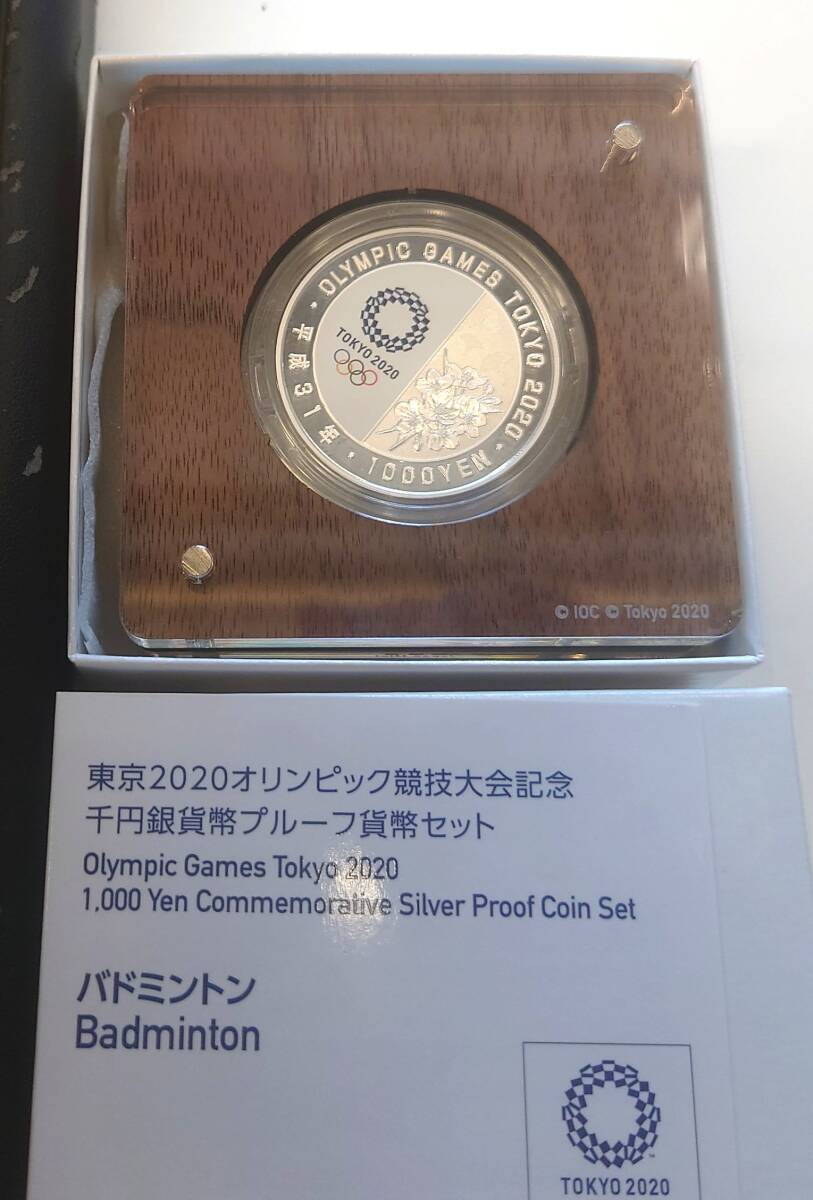 OLYMPIC GAMES TOKYO 2020
TOKYO 2020
平成31年
1000YEN
© IOC © Tokyo 2020
東京2020オリンピック競技大会記念
千円銀貨幣プルーフ貨幣セット
Olympic Games Tokyo 2020
1,000 Yen Commemorative Silver Proof Coin Set
バドミントン
Badminton
TOKYO 2020